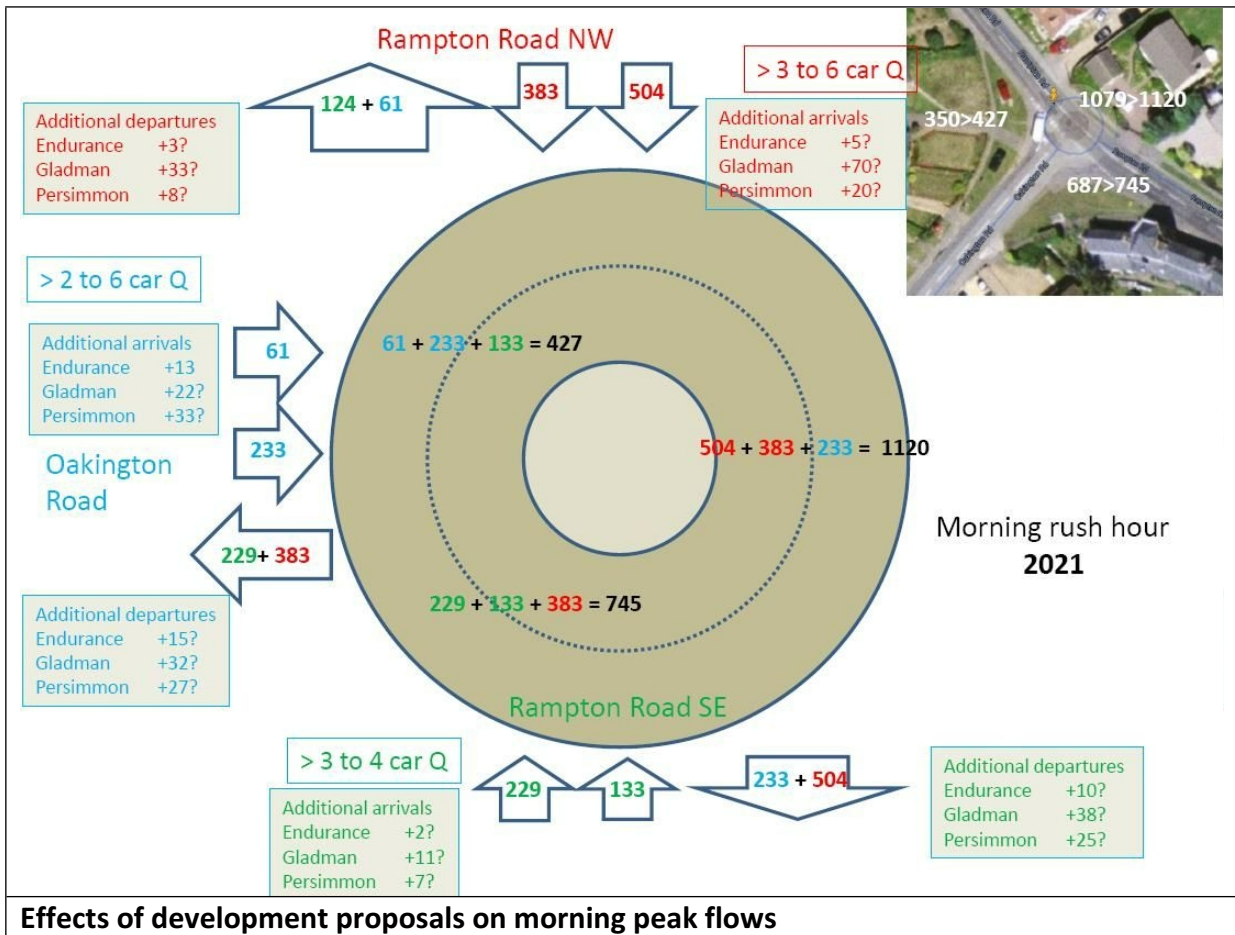 Rampton Road NW
124 + 61
383
504
> 3 to 6 car Q
Additional departures
Endurance +3?
Gladman +33?
Persimmon +8?
Additional arrivals
Endurance +5?
Gladman +70?
Persimmon +20?
350>427
1079>1120
687>745
Rampton Rd
Oakington Rd
> 2 to 6 car Q
Additional arrivals
Endurance +13
Gladman +22?
Persimmon +33?
61
233
Oakington
Road
229+ 383
Additional departures
Endurance +15?
Gladman +32?
Persimmon +27?
61 + 233 + 133 = 427
504 + 383 + 233 = 1120
229 + 133 + 383 = 745
Morning rush hour
2021
Rampton Road SE
> 3 to 4 car Q
Additional arrivals
Endurance +2?
Gladman +11?
Persimmon +7?
229
133
233 + 504
Additional departures
Endurance +10?
Gladman +38?
Persimmon +25?
Effects of development proposals on morning peak flows